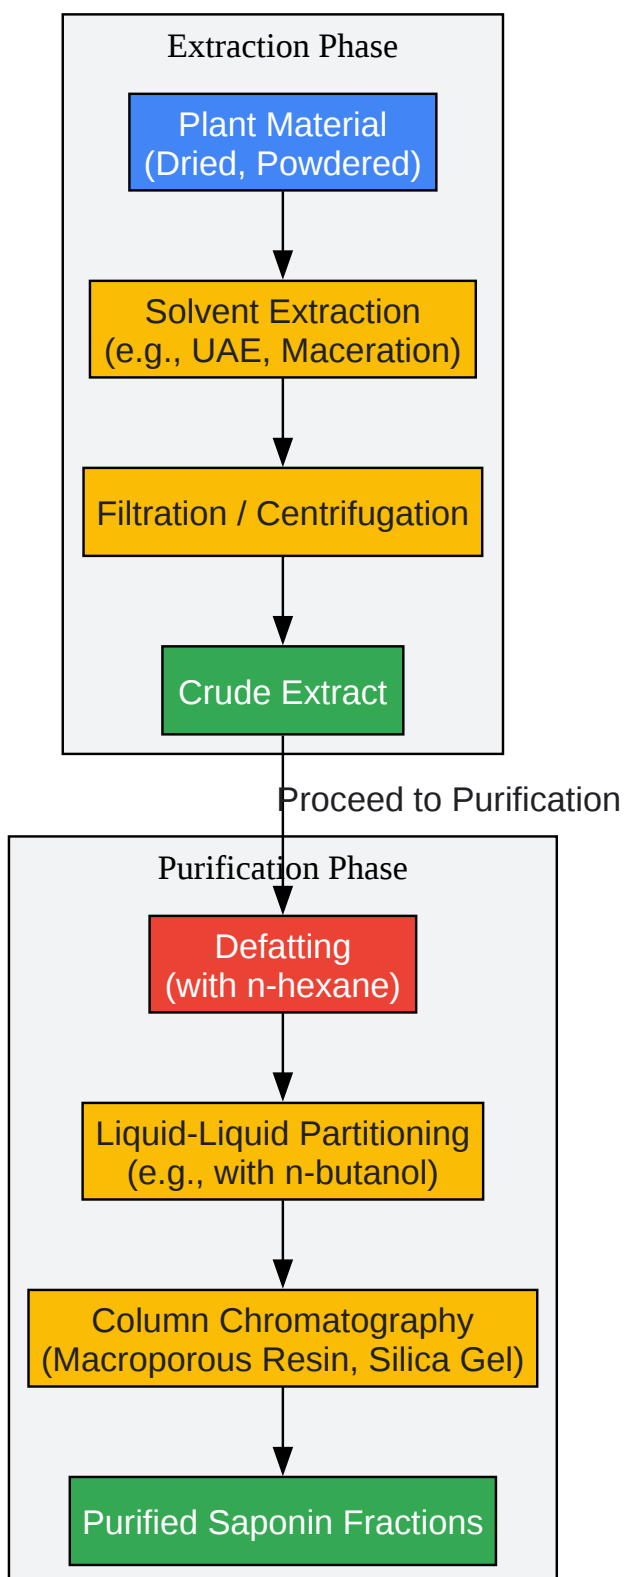 Extraction Phase
Plant Material
(Dried, Powdered)
Solvent Extraction
(e.g., UAE, Maceration)
Filtration / Centrifugation
Crude Extract
Proceed to Purification
Purification Phase
Defatting
(with n-hexane)
Liquid-Liquid Partitioning
(e.g., with n-butanol)
Column Chromatography
(Macroporous Resin, Silica Gel)
Purified Saponin Fractions